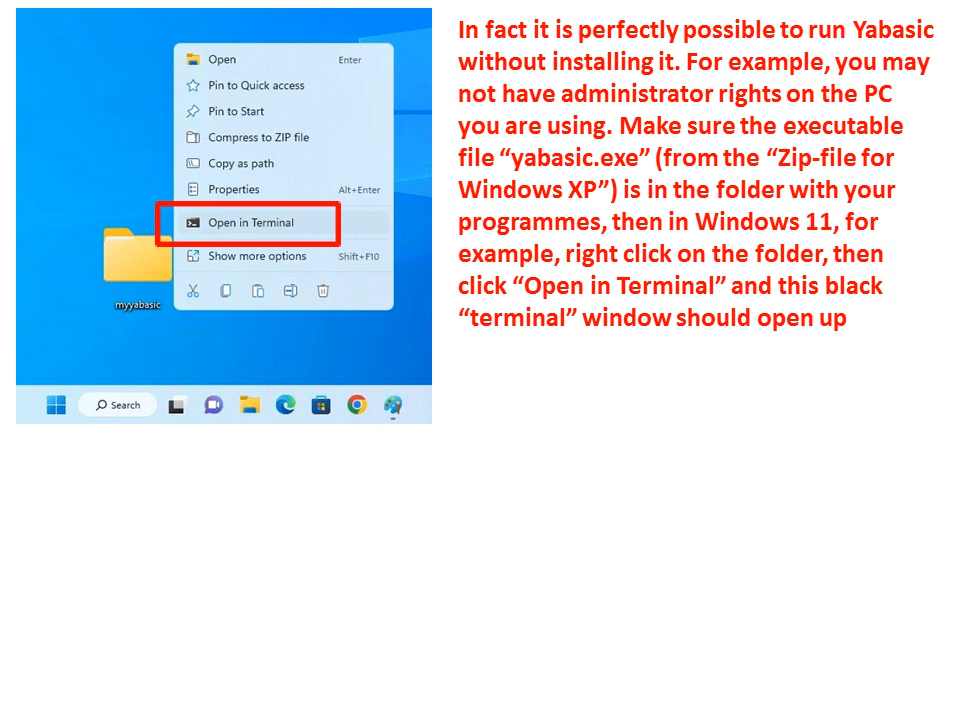 Open Enter
Pin to Quick access
Pin to Start
Compress to ZIP file
Copy as path
Properties Alt+Enter
Open in Terminal
Show more options Shift+F10
myyabasic
Search
In fact it is perfectly possible to run Yabasic
without installing it. For example, you may
not have administrator rights on the PC
you are using. Make sure the executable
file “yabasic.exe” (from the “Zip-file for
Windows XP”) is in the folder with your
programmes, then in Windows 11, for
example, right click on the folder, then
click “Open in Terminal” and this black
“terminal” window should open up